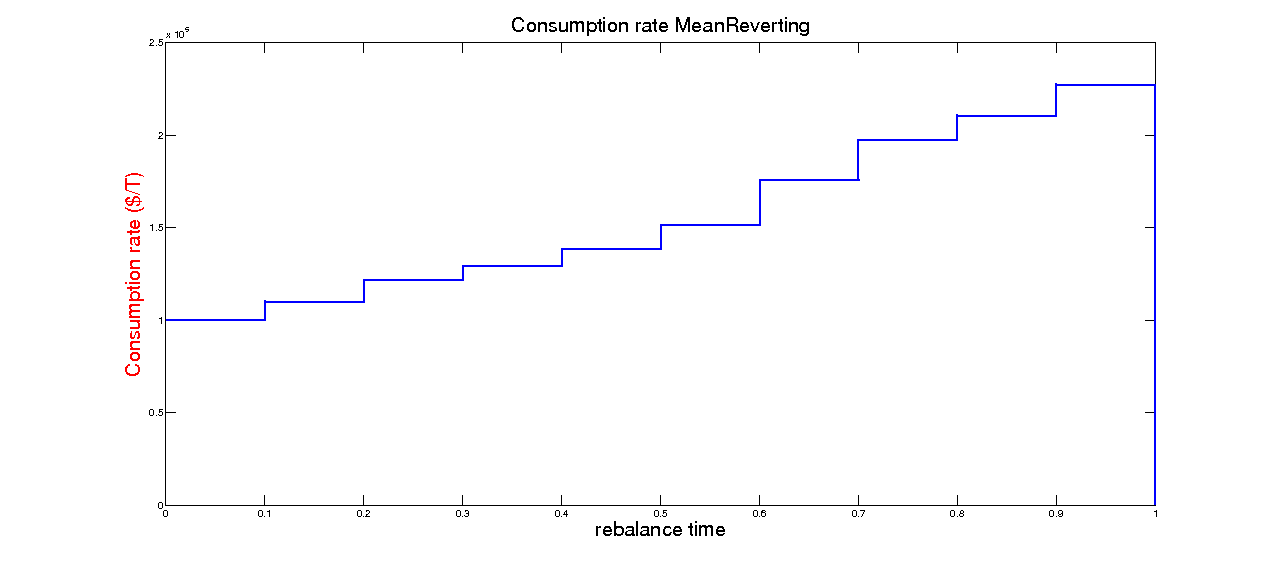 Consumption rate MeanReverting
x 10^5
2.5
2
1.5
1
0.5
0
Consumption rate ($/T)
0 0.1 0.2 0.3 0.4 0.5 0.6 0.7 0.8 0.9 1
rebalance time